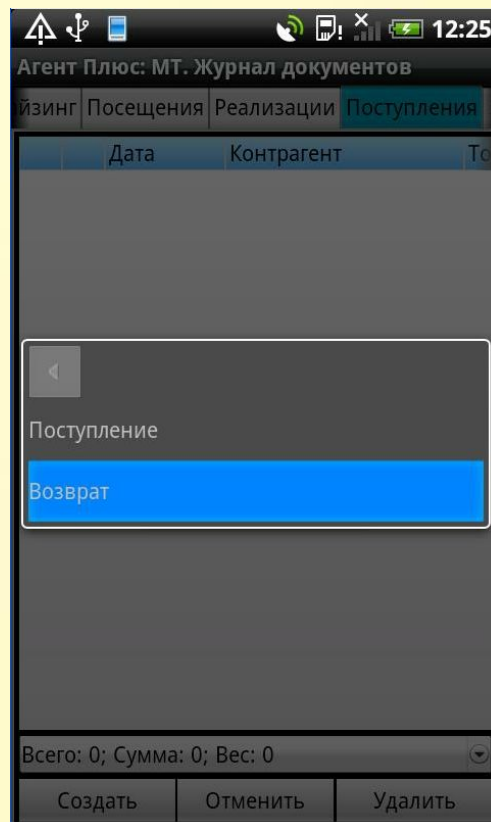 12:25
Агент Плюс: МТ. Журнал документов
йзинг Посещения Реализации Поступления
Дата Контрагент То
Поступление
Возврат
Всего: 0; Сумма: 0; Вес: 0
Создать Отменить Удалить